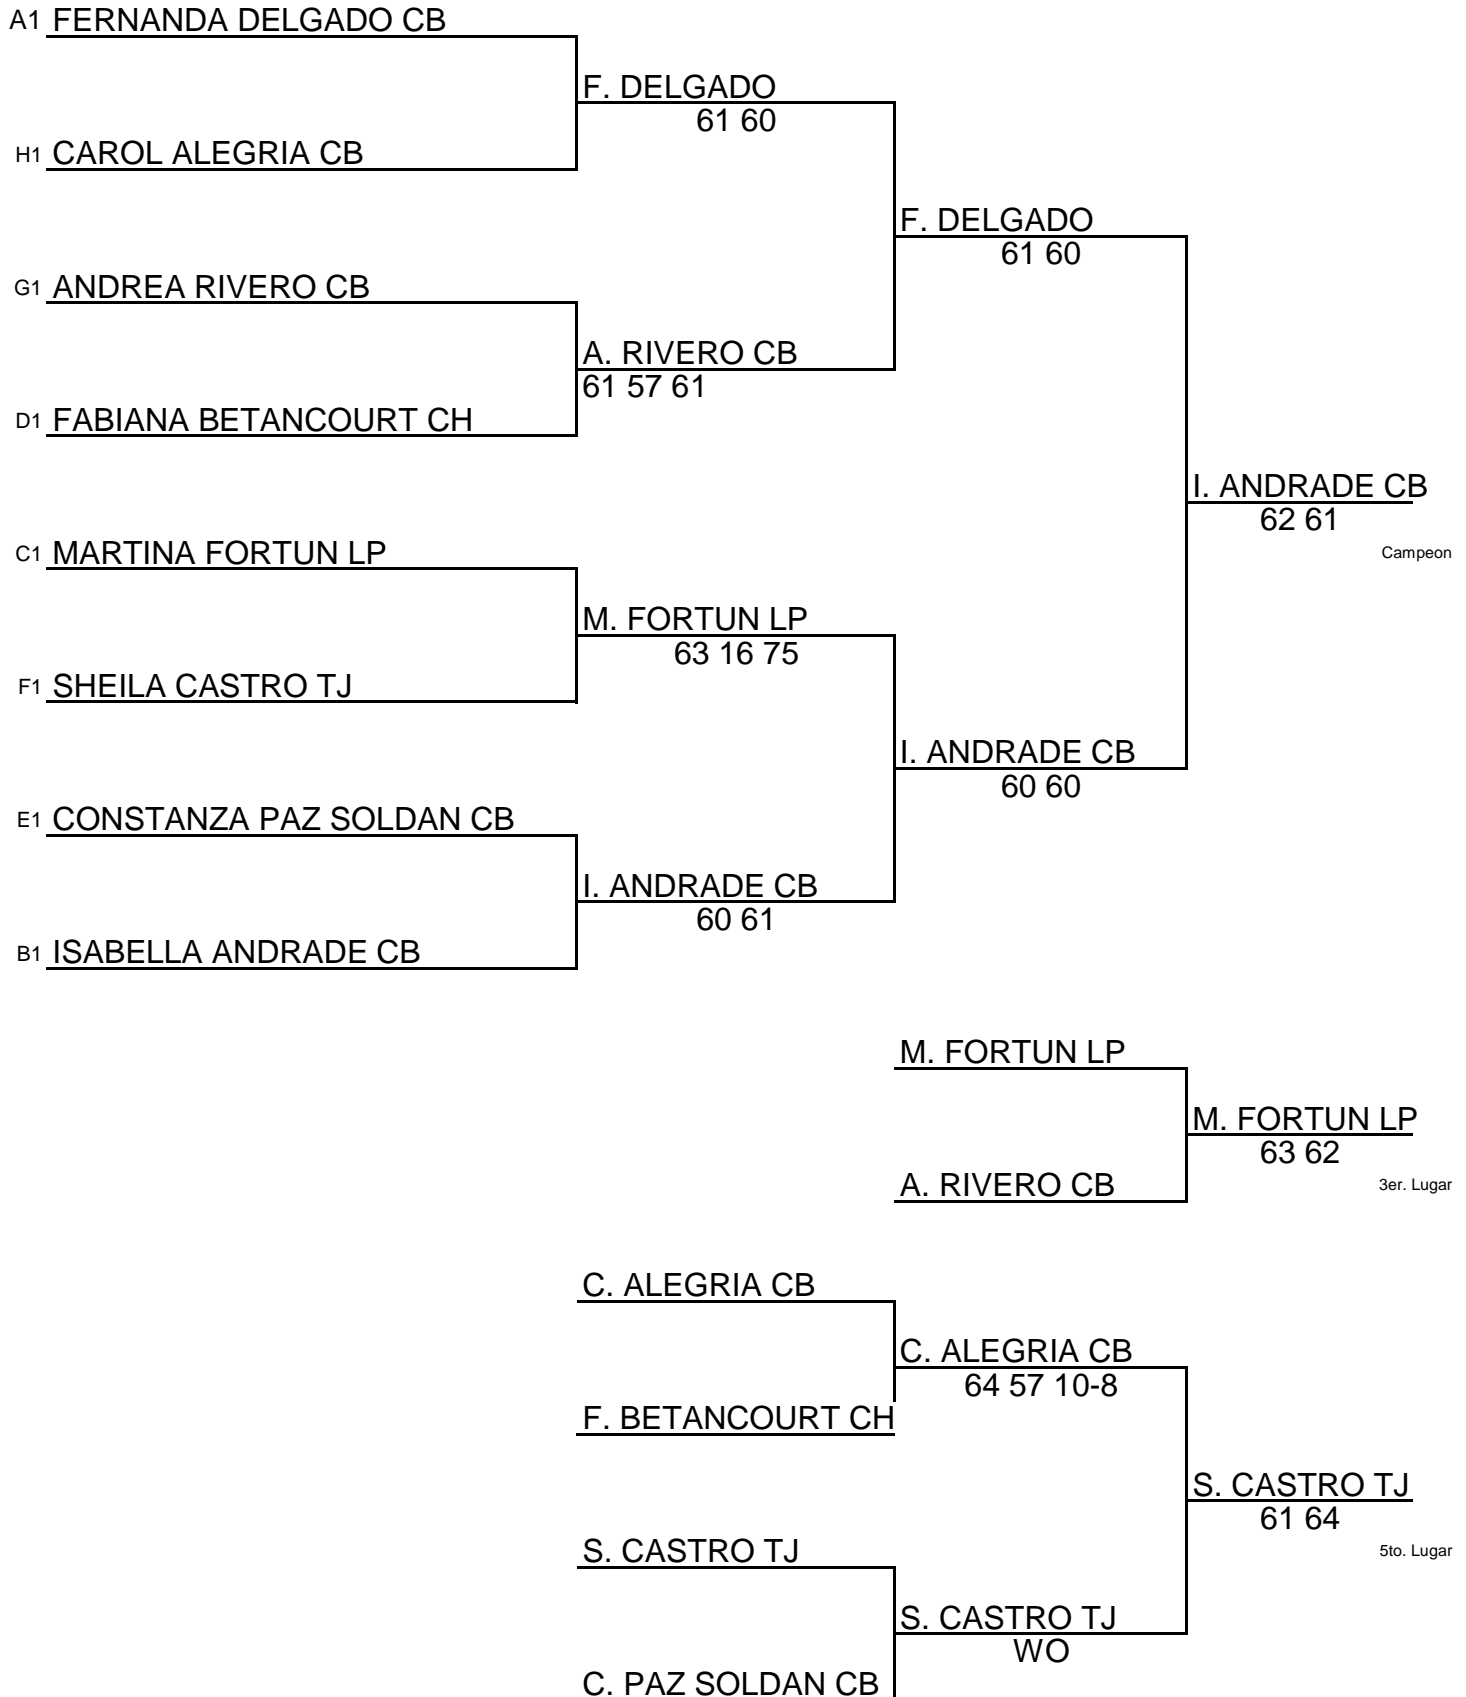 A1 FERNANDA DELGADO CB
F. DELGADO
61 60
H1 CAROL ALEGRIA CB
F. DELGADO
61 60
G1 ANDREA RIVERO CB
A. RIVERO CB
61 57 61
D1 FABIANA BETANCOURT CH
I. ANDRADE CB
62 61
Campeon
C1 MARTINA FORTUN LP
M. FORTUN LP
63 16 75
F1 SHEILA CASTRO TJ
I. ANDRADE CB
60 60
E1 CONSTANZA PAZ SOLDAN CB
I. ANDRADE CB
60 61
B1 ISABELLA ANDRADE CB
M. FORTUN LP
M. FORTUN LP
63 62
A. RIVERO CB
3er. Lugar
C. ALEGRIA CB
C. ALEGRIA CB
64 57 10-8
F. BETANCOURT CH
S. CASTRO TJ
61 64
5to. Lugar
S. CASTRO TJ
S. CASTRO TJ
WO
C. PAZ SOLDAN CB